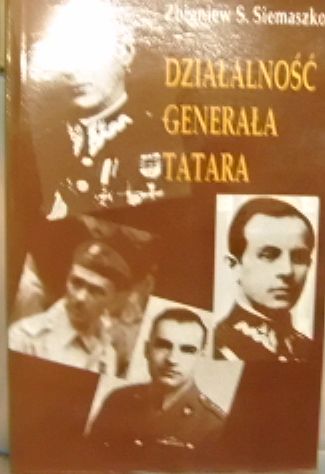 Zbigniew S. Siemaszko
DZIAŁALNOŚĆ
GENERAŁA
TATARA